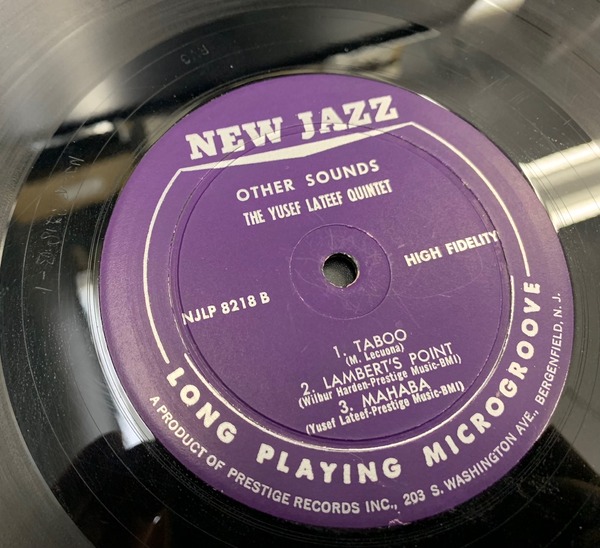 NEW JAZZ
OTHER SOUNDS
THE YUSEF LATEEF QUINTET
HIGH FIDELITY
NJLP 8218 B
1. TABOO
(M. Lecuona)
2. LAMBERT'S POINT
(Wilbur Harden-Prestige Music-BMI)
3. MAHABA
(Yusef Lateef-Prestige Music-BMI)
LONG PLAYING MICROGROOVE
A PRODUCT OF PRESTIGE RECORDS INC., 203 S. WASHINGTON AVE., BERGENFIELD, N. J.